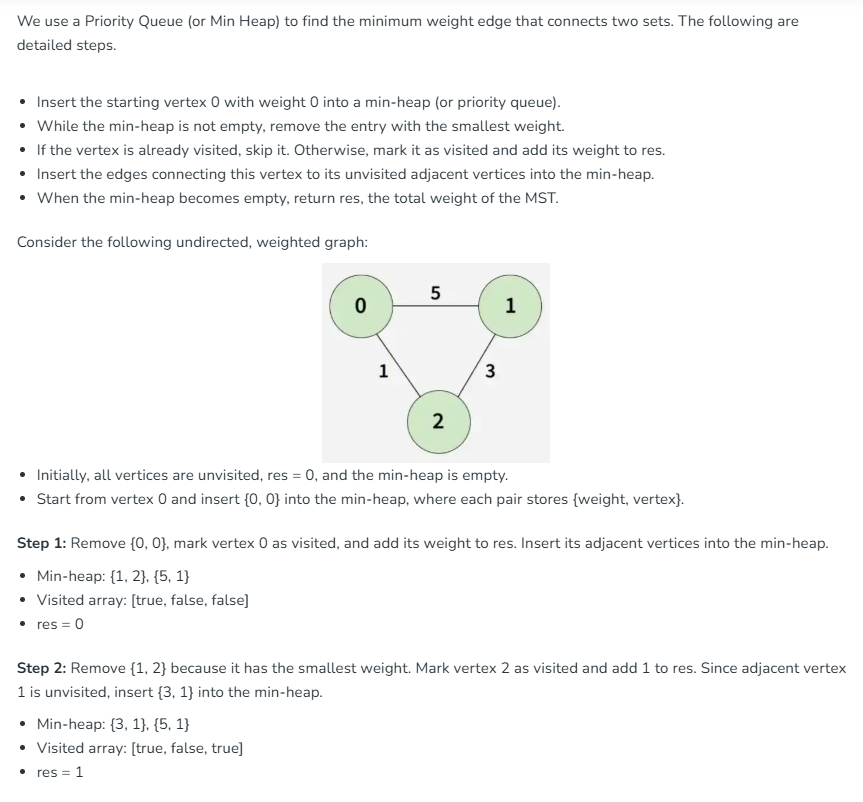 We use a Priority Queue (or Min Heap) to find the minimum weight edge that connects two sets. The following are
detailed steps.
• Insert the starting vertex 0 with weight 0 into a min-heap (or priority queue).
• While the min-heap is not empty, remove the entry with the smallest weight.
• If the vertex is already visited, skip it. Otherwise, mark it as visited and add its weight to res.
• Insert the edges connecting this vertex to its unvisited adjacent vertices into the min-heap.
• When the min-heap becomes empty, return res, the total weight of the MST.
Consider the following undirected, weighted graph:
0 5 1
1 3
2
• Initially, all vertices are unvisited, res = 0, and the min-heap is empty.
• Start from vertex 0 and insert {0, 0} into the min-heap, where each pair stores {weight, vertex}.
Step 1: Remove {0, 0}, mark vertex 0 as visited, and add its weight to res. Insert its adjacent vertices into the min-heap.
• Min-heap: {1, 2}, {5, 1}
• Visited array: [true, false, false]
• res = 0
Step 2: Remove {1, 2} because it has the smallest weight. Mark vertex 2 as visited and add 1 to res. Since adjacent vertex
1 is unvisited, insert {3, 1} into the min-heap.
• Min-heap: {3, 1}, {5, 1}
• Visited array: [true, false, true]
• res = 1